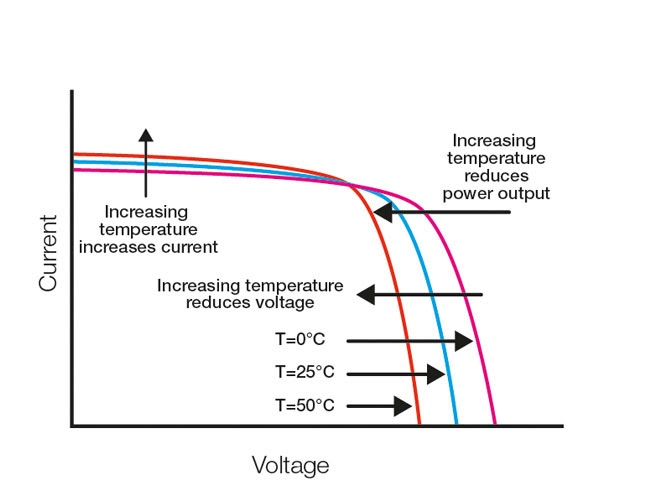 Increasing
temperature
reduces
power output
Increasing
temperature
increases current
Current
Increasing temperature
reduces voltage
T=0°C
T=25°C
T=50°C
Voltage